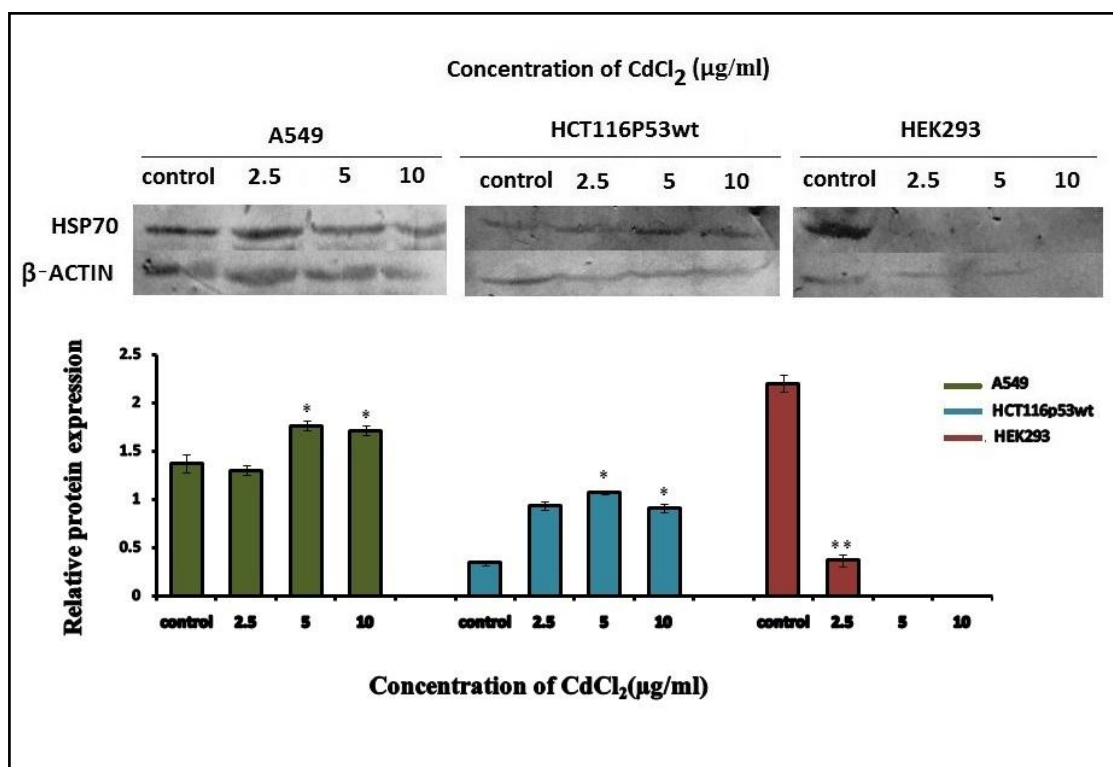 Concentration of CdCl₂ (µg/ml)
A549 HCT116P53wt HEK293
control 2.5 5 10 control 2.5 5 10 control 2.5 5 10
HSP70
β-ACTIN
Relative protein expression
2.5
2
1.5
1
0.5
0
* * * * **
A549
HCT116p53wt
HEK293
control 2.5 5 10 control 2.5 5 10 control 2.5 5 10
Concentration of CdCl₂(µg/ml)